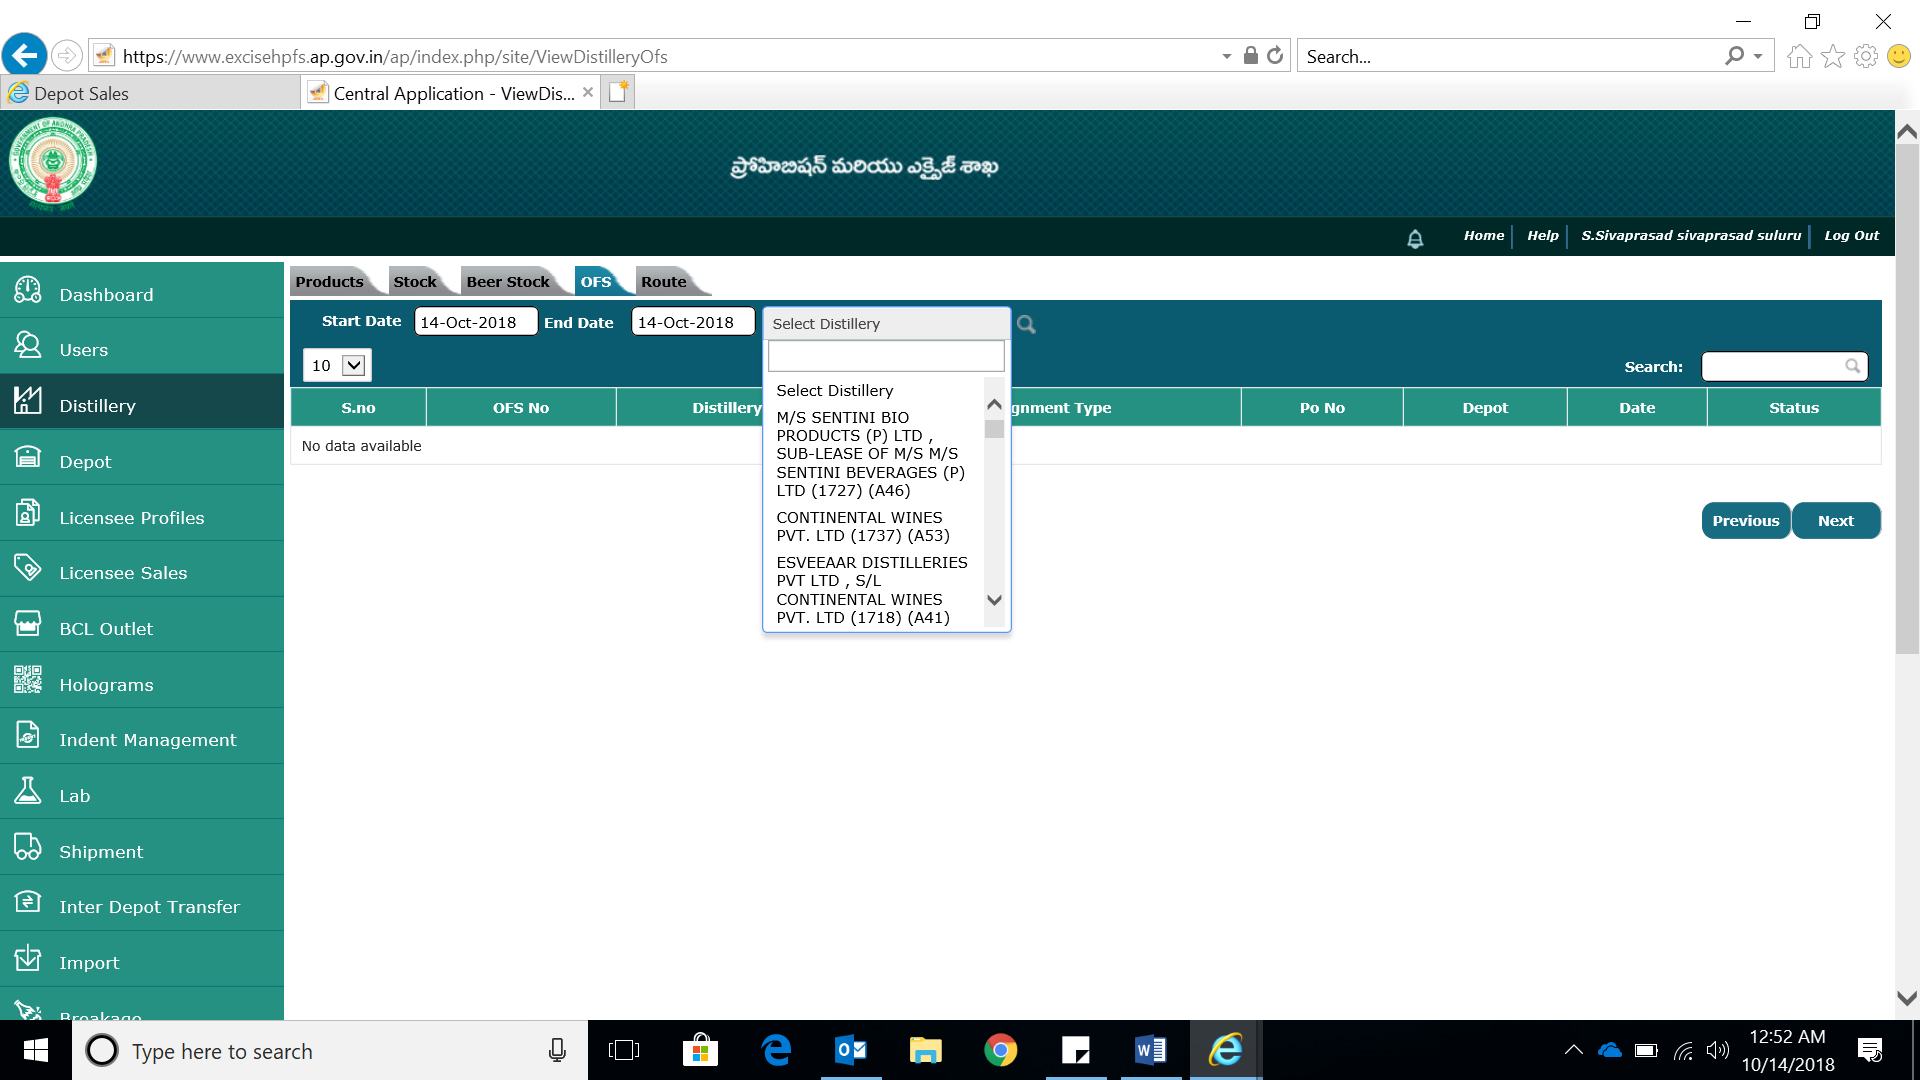 https://www.excisehpfs.ap.gov.in/ap/index.php/site/ViewDistilleryOfs
Search...
Depot Sales
Central Application - ViewDis...
ప్రోహిబిషన్ మరియు ఎక్సైజ్ శాఖ
Home
Help
S.Sivaprasad sivaprasad suluru
Log Out
Dashboard
Users
Distillery
Depot
Licensee Profiles
Licensee Sales
BCL Outlet
Holograms
Indent Management
Lab
Shipment
Inter Depot Transfer
Import
Breakage
Products
Stock
Beer Stock
OFS
Route
Start Date 14-Oct-2018 End Date 14-Oct-2018
Select Distillery
10
Search:
Select Distillery
M/S SENTINI BIO
PRODUCTS (P) LTD ,
SUB-LEASE OF M/S M/S
SENTINI BEVERAGES (P)
LTD (1727) (A46)
CONTINENTAL WINES
PVT. LTD (1737) (A53)
ESVEEAAR DISTILLERIES
PVT LTD , S/L
CONTINENTAL WINES
PVT. LTD (1718) (A41)
S.no OFS No Distillery gnment Type Po No Depot Date Status
No data available
Previous Next
Type here to search
12:52 AM
10/14/2018